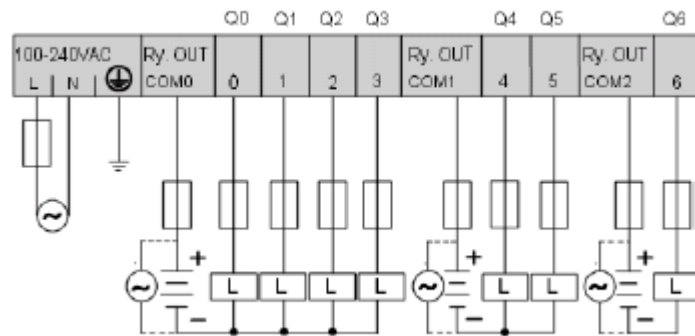 Q0 Q1 Q2 Q3 Q4 Q5 Q6
100-240VAC Ry. OUT Ry. OUT Ry. OUT
L N COM0 0 1 2 3 COM1 4 5 COM2 6
+ + +
~ L L L L ~ L L ~ L
~
− − −